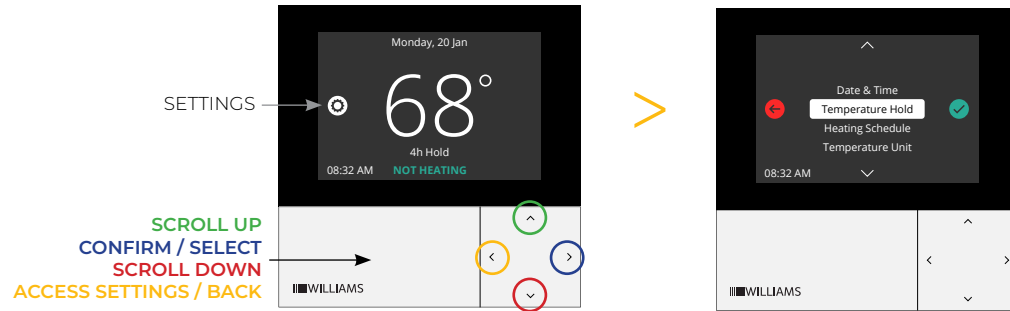 Monday, 20 Jan
SETTINGS
68°
4h Hold
08:32 AM NOT HEATING
SCROLL UP
CONFIRM / SELECT
SCROLL DOWN
ACCESS SETTINGS / BACK
WILLIAMS
>
Date & Time
Temperature Hold
Heating Schedule
Temperature Unit
08:32 AM
WILLIAMS